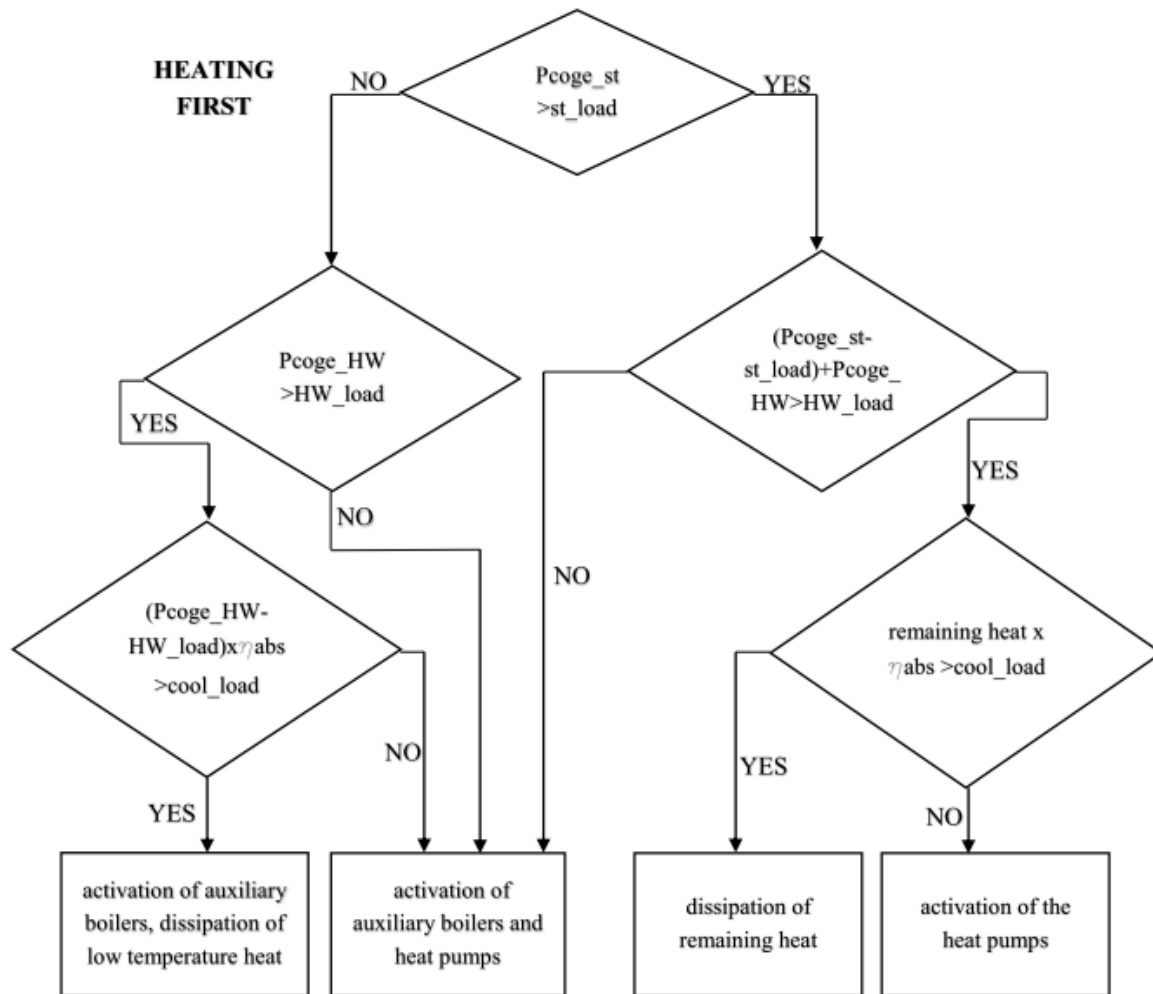 HEATING
FIRST
NO
Pcoge_st
>st_load
YES
Pcoge_HW
>HW_load
(Pcoge_st-
st_load)+Pcoge_
HW>HW_load
YES
NO
YES
NO
(Pcoge_HW-
HW_load)xηabs
>cool_load
remaining heat x
ηabs >cool_load
NO
YES
YES
NO
activation of auxiliary
boilers, dissipation of
low temperature heat
activation of
auxiliary boilers and
heat pumps
dissipation of
remaining heat
activation of the
heat pumps